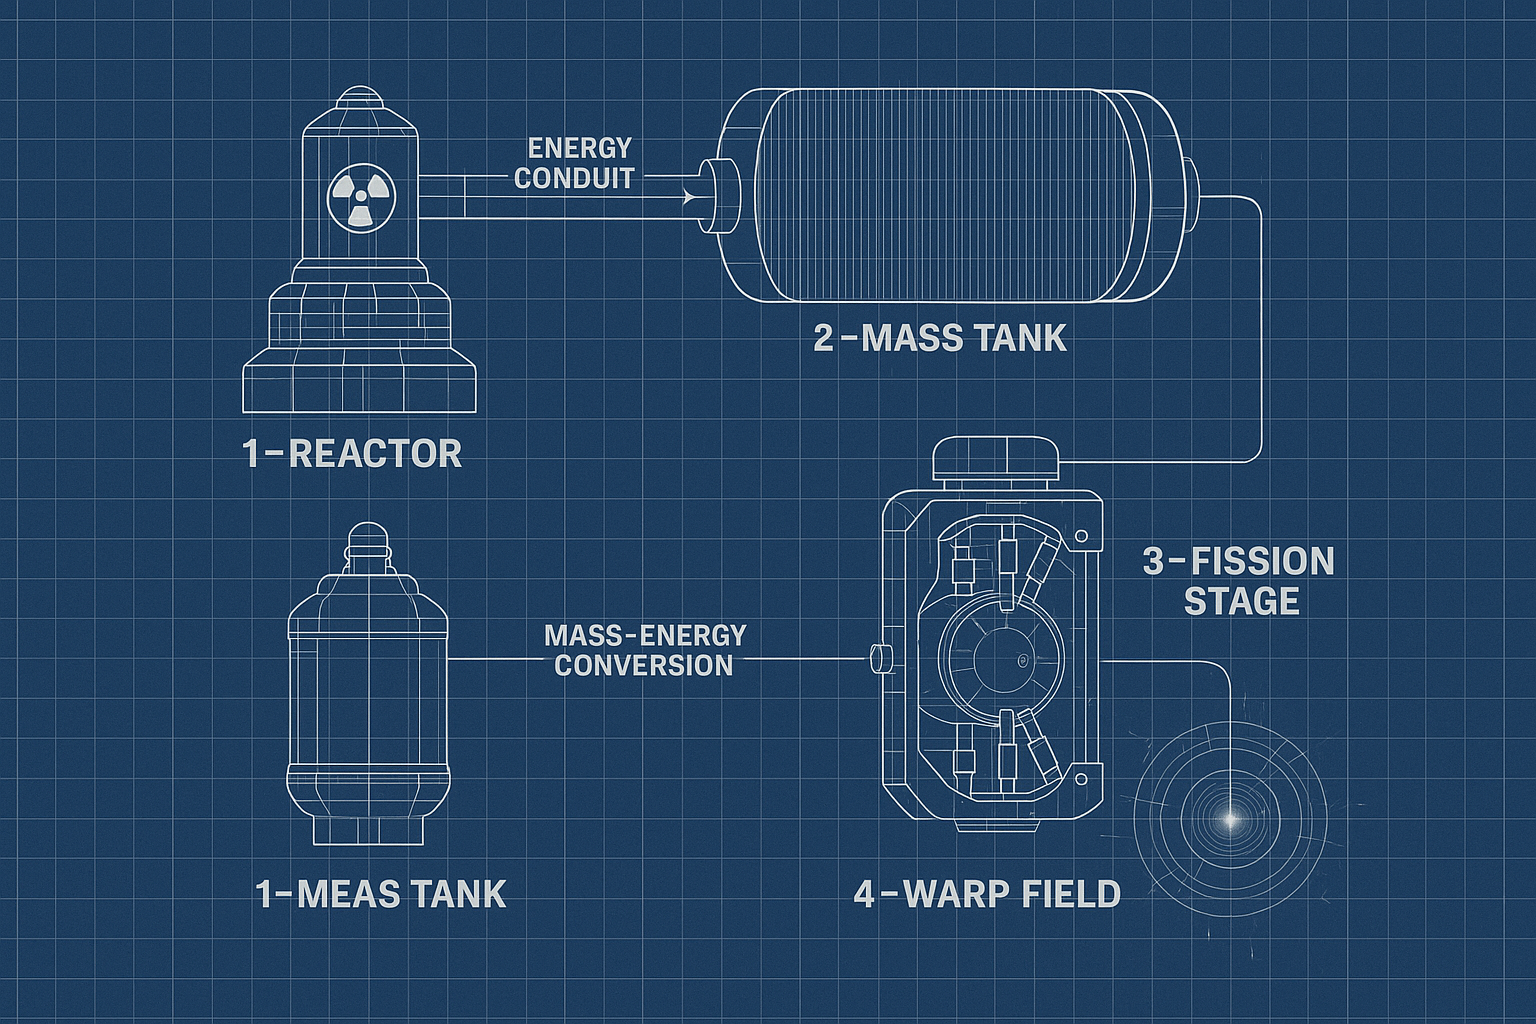 ENERGY
CONDUIT
2-MASS TANK
1-REACTOR
3-FISSION
STAGE
MASS-ENERGY
CONVERSION
1-MEAS TANK
4-WARP FIELD